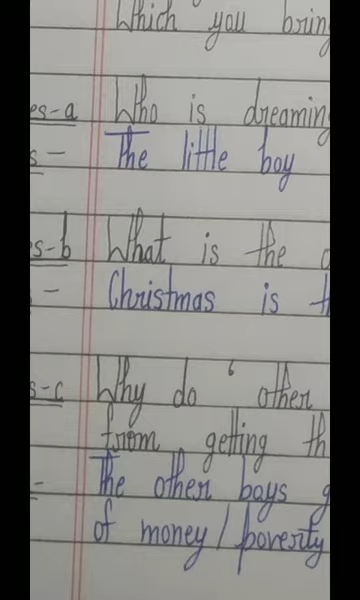 Which you brin
es-a Who is dreaming
s - The little boy
s-b What is the
- Christmas is
s-c Why do ' other
from getting th
- The other boys g
of money / poverty